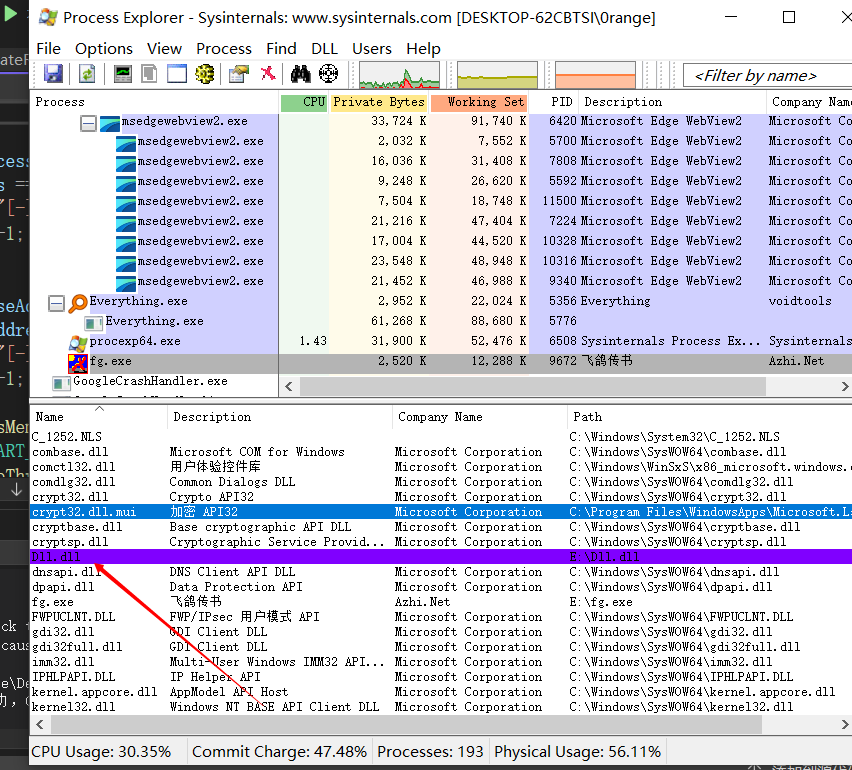 Process Explorer - Sysinternals: www.sysinternals.com [DESKTOP-62CBTSI\0range]
File Options View Process Find DLL Users Help
<Filter by name>
Process CPU Private Bytes Working Set PID Description Company Name
msedgewebview2.exe 33,724 K 91,740 K 6420 Microsoft Edge WebView2 Microsoft Co
msedgewebview2.exe 2,032 K 7,552 K 5700 Microsoft Edge WebView2 Microsoft Co
msedgewebview2.exe 16,036 K 31,408 K 7808 Microsoft Edge WebView2 Microsoft Co
msedgewebview2.exe 9,248 K 26,620 K 5592 Microsoft Edge WebView2 Microsoft Co
msedgewebview2.exe 7,504 K 18,748 K 11500 Microsoft Edge WebView2 Microsoft Co
msedgewebview2.exe 21,216 K 47,404 K 7224 Microsoft Edge WebView2 Microsoft Co
msedgewebview2.exe 17,004 K 44,520 K 10328 Microsoft Edge WebView2 Microsoft Co
msedgewebview2.exe 23,548 K 48,948 K 10316 Microsoft Edge WebView2 Microsoft Co
msedgewebview2.exe 21,452 K 46,988 K 9340 Microsoft Edge WebView2 Microsoft Co
Everything.exe 2,952 K 22,024 K 5356 Everything voidtools
Everything.exe 61,268 K 88,680 K 5776
procexp64.exe 1.43 31,900 K 52,476 K 6508 Sysinternals Process Ex... Sysinternals
fg.exe 2,520 K 12,288 K 9672 飞鸽传书 Azhi.Net
GoogleCrashHandler.exe
Name Description Company Name Path
C_1252.NLS C:\Windows\System32\C_1252.NLS
combase.dll Microsoft COM for Windows Microsoft Corporation C:\Windows\SysWOW64\combase.dll
comctl32.dll 用户体验控件库 Microsoft Corporation C:\Windows\WinSxS\x86_microsoft.windows.c
comdlg32.dll Common Dialogs DLL Microsoft Corporation C:\Windows\SysWOW64\comdlg32.dll
crypt32.dll Crypto API32 Microsoft Corporation C:\Windows\SysWOW64\crypt32.dll
crypt32.dll.mui 加密 API32 Microsoft Corporation C:\Program Files\WindowsApps\Microsoft.La
cryptbase.dll Base cryptographic API DLL Microsoft Corporation C:\Windows\SysWOW64\cryptbase.dll
cryptsp.dll Cryptographic Service Provid... Microsoft Corporation C:\Windows\SysWOW64\cryptsp.dll
Dll.dll E:\Dll.dll
dnsapi.dll DNS Client API DLL Microsoft Corporation C:\Windows\SysWOW64\dnsapi.dll
dpapi.dll Data Protection API Microsoft Corporation C:\Windows\SysWOW64\dpapi.dll
fg.exe 飞鸽传书 Azhi.Net E:\fg.exe
FWPUCLNT.DLL FWP/IPsec 用户模式 API Microsoft Corporation C:\Windows\SysWOW64\FWPUCLNT.DLL
gdi32.dll GDI Client DLL Microsoft Corporation C:\Windows\SysWOW64\gdi32.dll
gdi32full.dll GDI Client DLL Microsoft Corporation C:\Windows\SysWOW64\gdi32full.dll
imm32.dll Multi-User Windows IMM32 API... Microsoft Corporation C:\Windows\SysWOW64\imm32.dll
IPHLPAPI.DLL IP Helper API Microsoft Corporation C:\Windows\SysWOW64\IPHLPAPI.DLL
kernel.appcore.dll AppModel API Host Microsoft Corporation C:\Windows\SysWOW64\kernel.appcore.dll
kernel32.dll Windows NT BASE API Client DLL Microsoft Corporation C:\Windows\SysWOW64\kernel32.dll
CPU Usage: 30.35% Commit Charge: 47.48% Processes: 193 Physical Usage: 56.11%